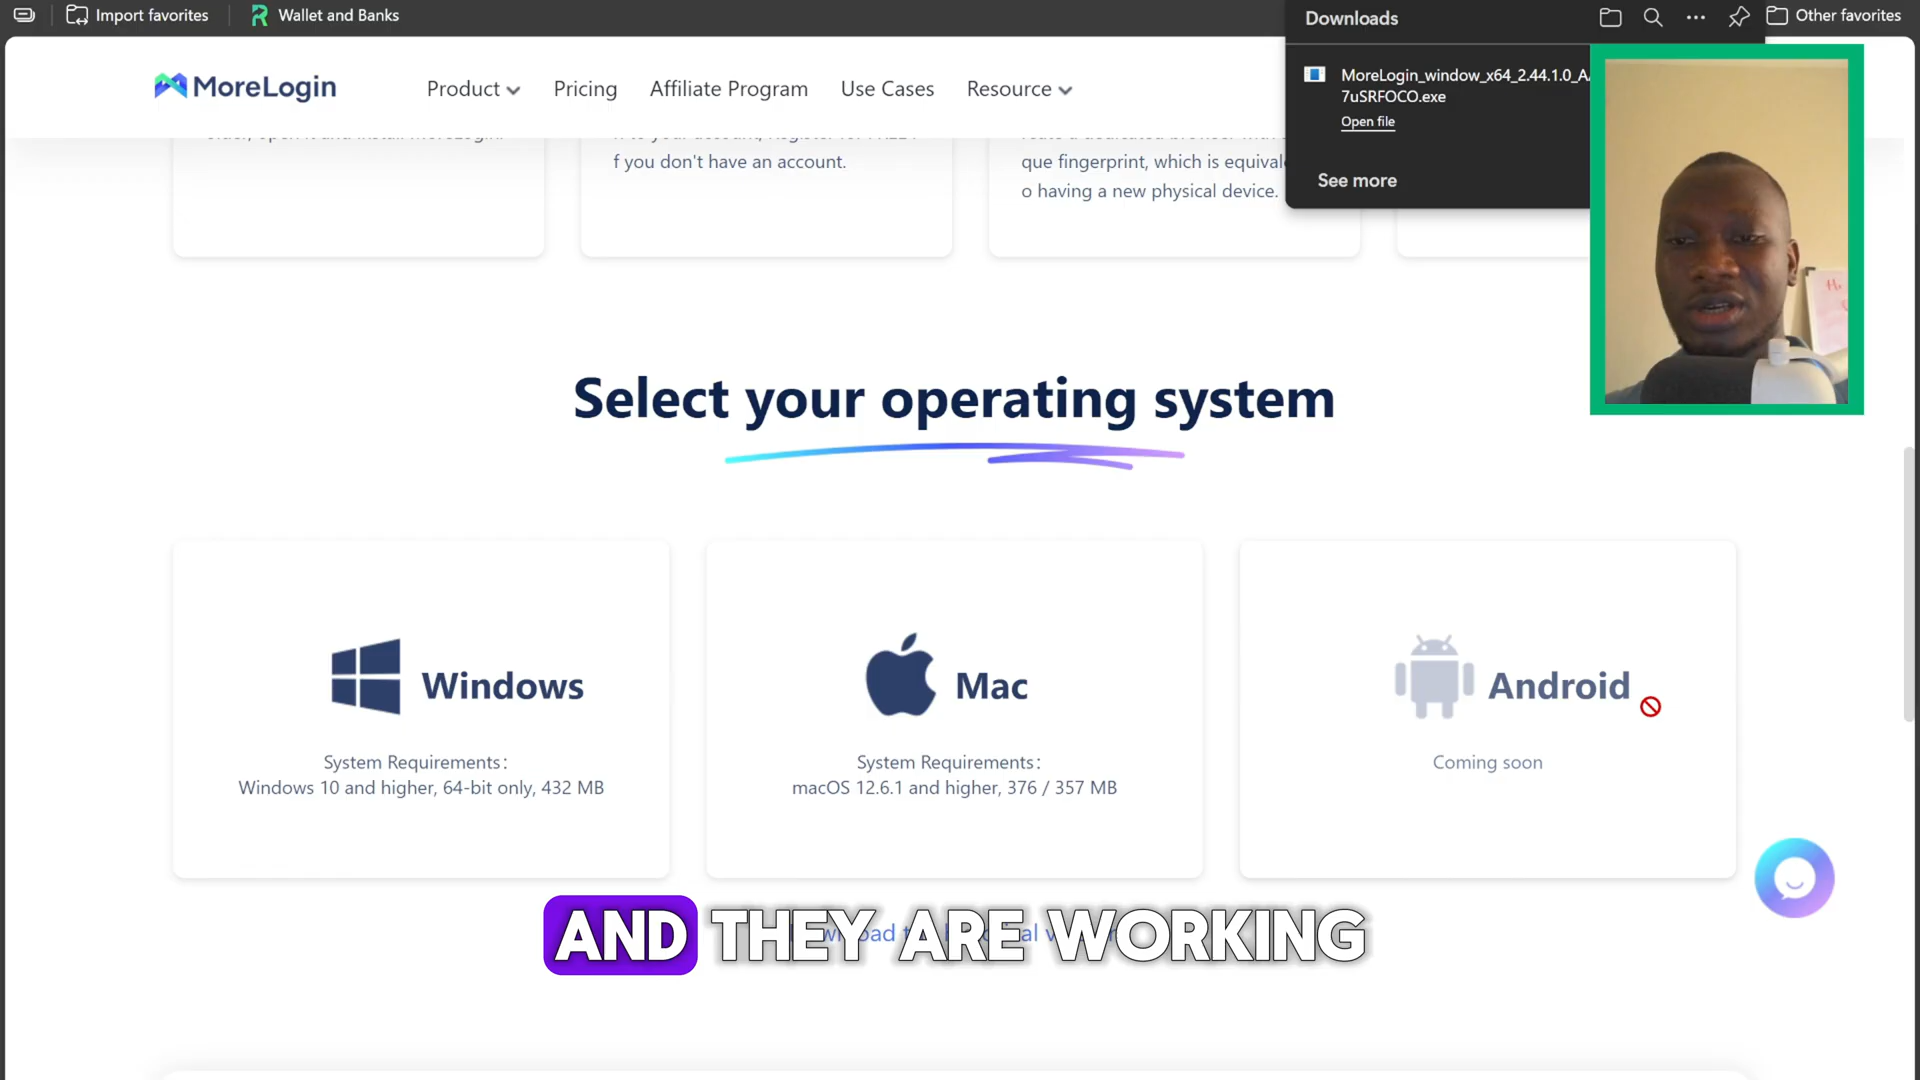 Import favorites
Wallet and Banks
Downloads
Other favorites
MoreLogin
Product
Pricing
Affiliate Program
Use Cases
Resource
MoreLogin_window_x64_2.44.1.0_A
7uSRFOCO.exe
Open file
See more
f you don't have an account.
que fingerprint, which is equival
o having a new physical device.
Select your operating system
Windows
System Requirements:
Windows 10 and higher, 64-bit only, 432 MB
Mac
System Requirements:
macOS 12.6.1 and higher, 376 / 357 MB
Android
Coming soon
AND THEY ARE WORKING